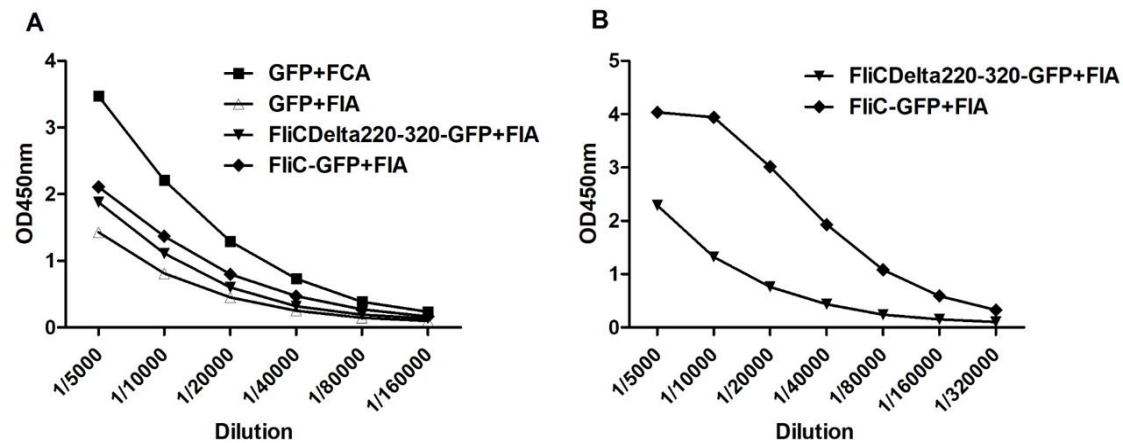 A
4
3
2
1
0
OD450nm
GFP+FCA
GFP+FIA
FliCDelta220-320-GFP+FIA
FliC-GFP+FIA
1/5000
1/10000
1/20000
1/40000
1/80000
1/160000
Dilution
B
5
4
3
2
1
0
OD450nm
FliCDelta220-320-GFP+FIA
FliC-GFP+FIA
1/5000
1/10000
1/20000
1/40000
1/80000
1/160000
1/320000
Dilution